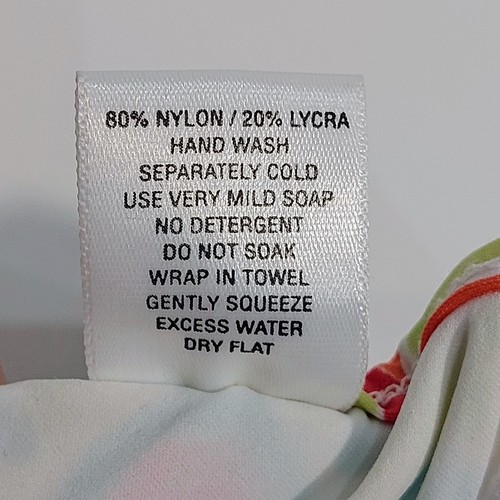 80% NYLON / 20% LYCRA
HAND WASH
SEPARATELY COLD
USE VERY MILD SOAP
NO DETERGENT
DO NOT SOAK
WRAP IN TOWEL
GENTLY SQUEEZE
EXCESS WATER
DRY FLAT